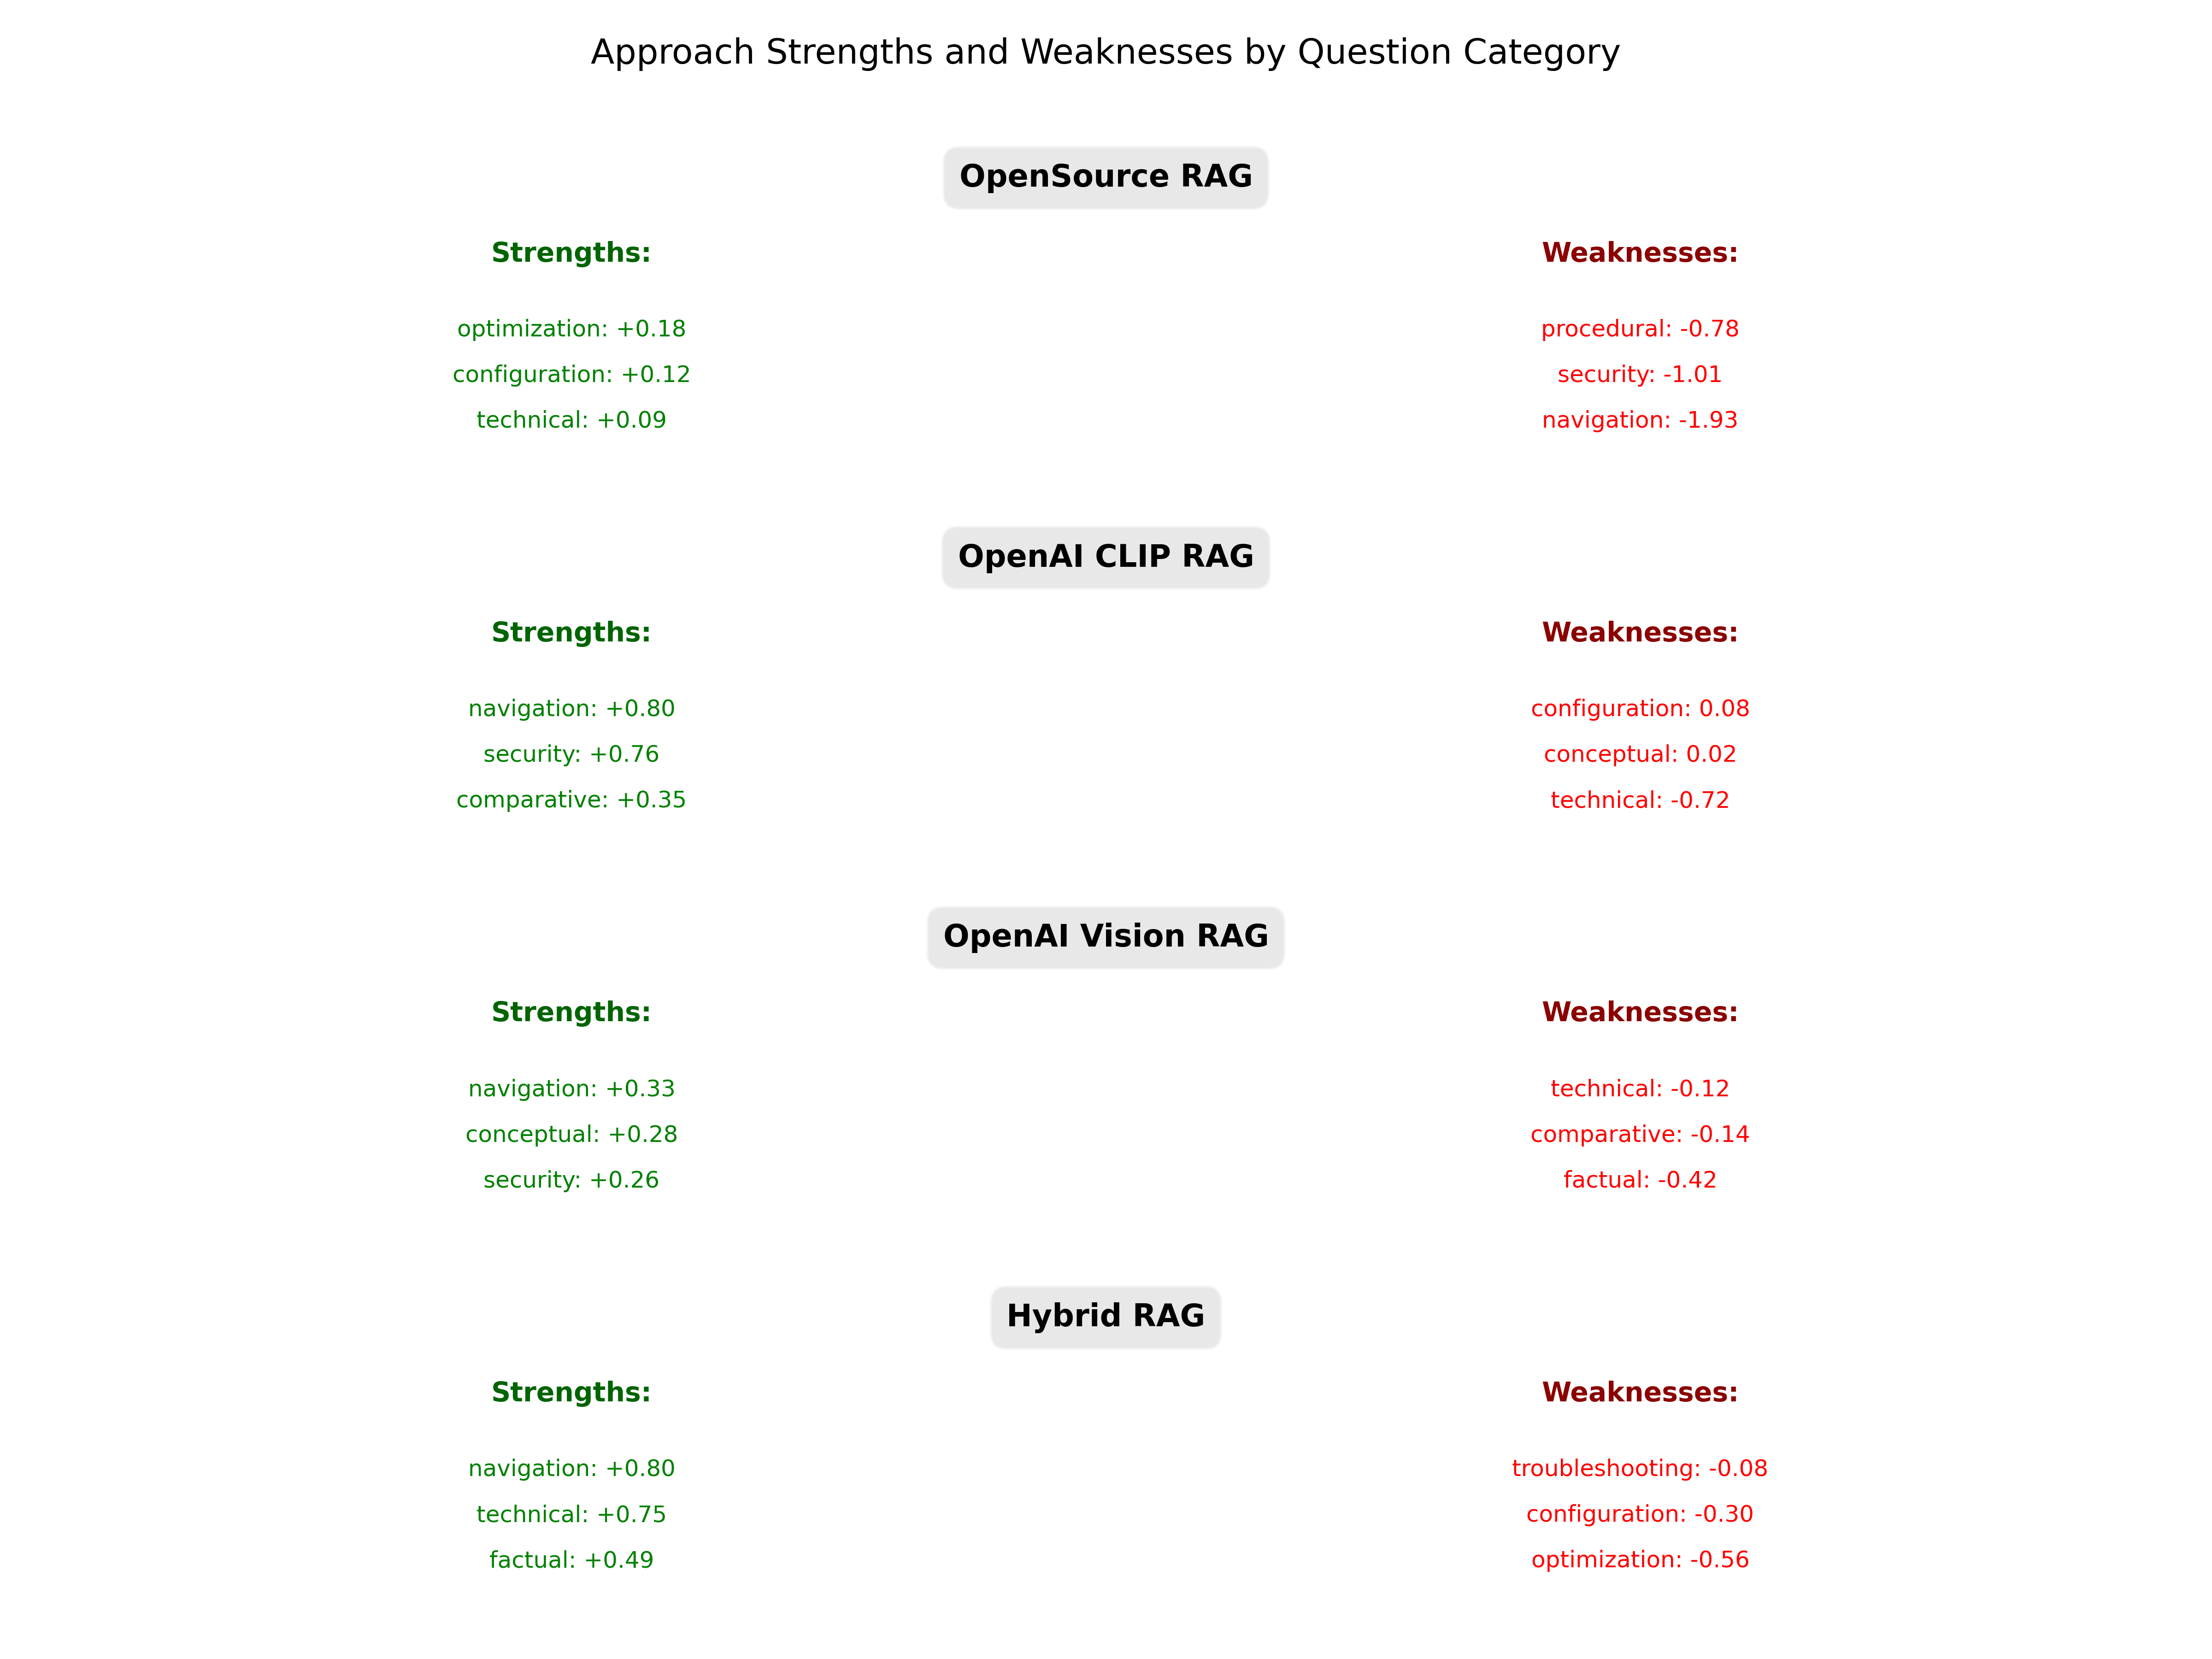 Approach Strengths and Weaknesses by Question Category
OpenSource RAG
Strengths:
Weaknesses:
optimization: +0.18
procedural: -0.78
configuration: +0.12
security: -1.01
technical: +0.09
navigation: -1.93
OpenAI CLIP RAG
Strengths:
Weaknesses:
navigation: +0.80
configuration: 0.08
security: +0.76
conceptual: 0.02
comparative: +0.35
technical: -0.72
OpenAI Vision RAG
Strengths:
Weaknesses:
navigation: +0.33
technical: -0.12
conceptual: +0.28
comparative: -0.14
security: +0.26
factual: -0.42
Hybrid RAG
Strengths:
Weaknesses:
navigation: +0.80
troubleshooting: -0.08
technical: +0.75
configuration: -0.30
factual: +0.49
optimization: -0.56